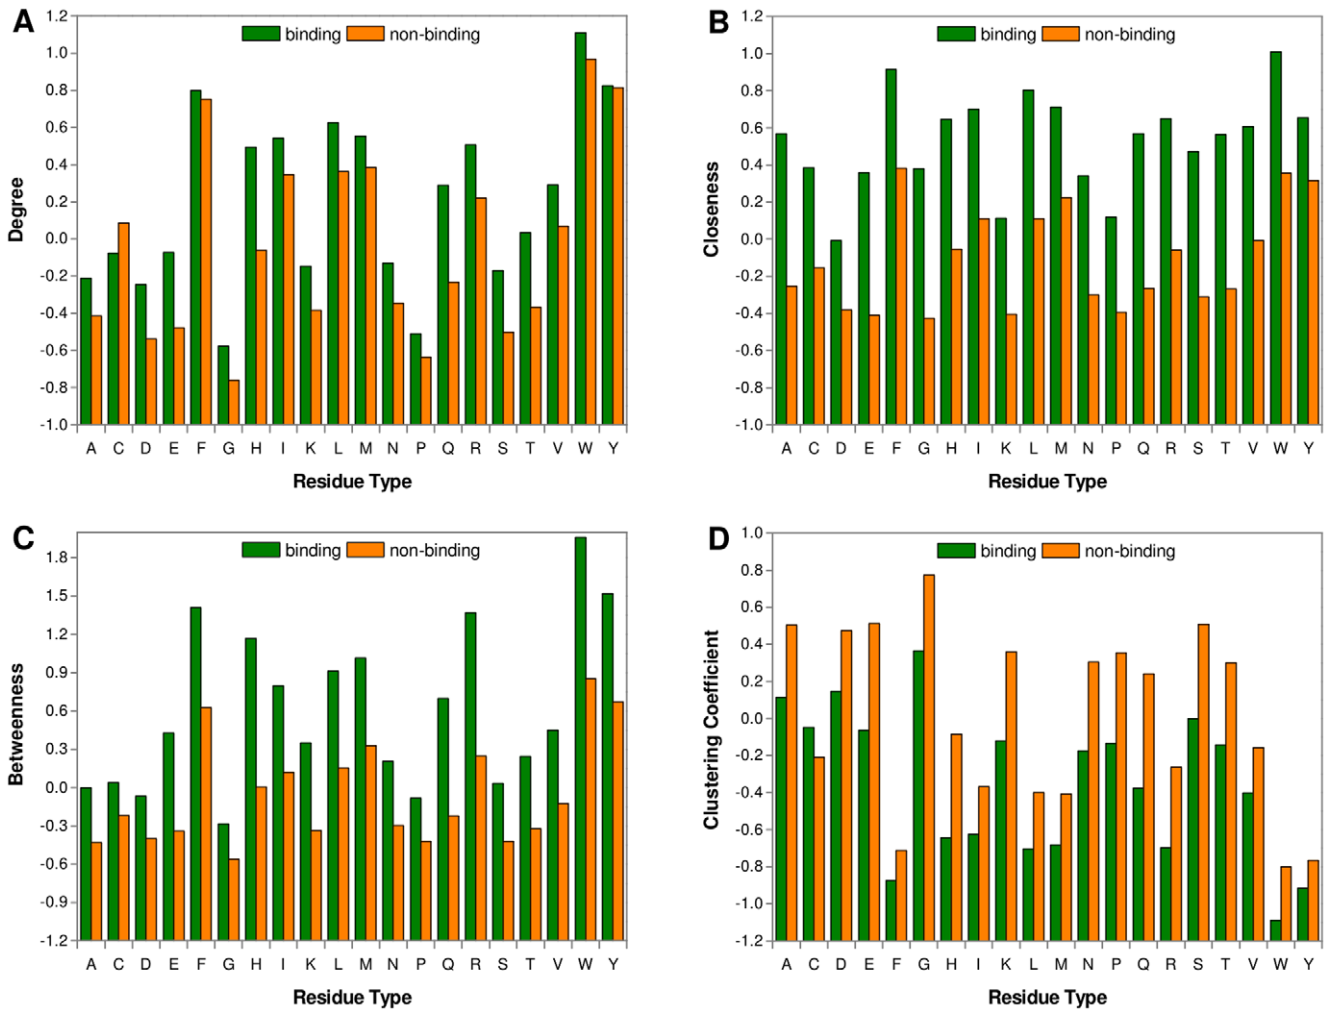 A
binding non-binding
Degree
1.2
1.0
0.8
0.6
0.4
0.2
0.0
-0.2
-0.4
-0.6
-0.8
-1.0
A C D E F G H I K L M N P Q R S T V W Y
Residue Type
B
binding non-binding
Closeness
1.2
1.0
0.8
0.6
0.4
0.2
0.0
-0.2
-0.4
-0.6
-0.8
-1.0
A C D E F G H I K L M N P Q R S T V W Y
Residue Type
C
binding non-binding
Betweenness
1.8
1.5
1.2
0.9
0.6
0.3
0.0
-0.3
-0.6
-0.9
-1.2
A C D E F G H I K L M N P Q R S T V W Y
Residue Type
D
binding non-binding
Clustering Coefficient
1.0
0.8
0.6
0.4
0.2
0.0
-0.2
-0.4
-0.6
-0.8
-1.0
-1.2
A C D E F G H I K L M N P Q R S T V W Y
Residue Type